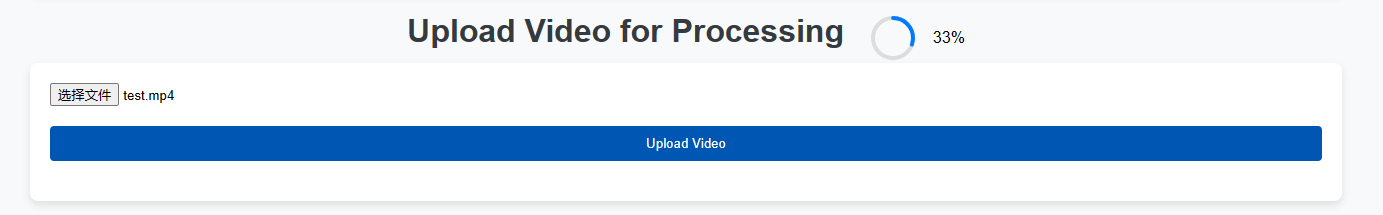 Upload Video for Processing 33%
选择文件 test.mp4
Upload Video